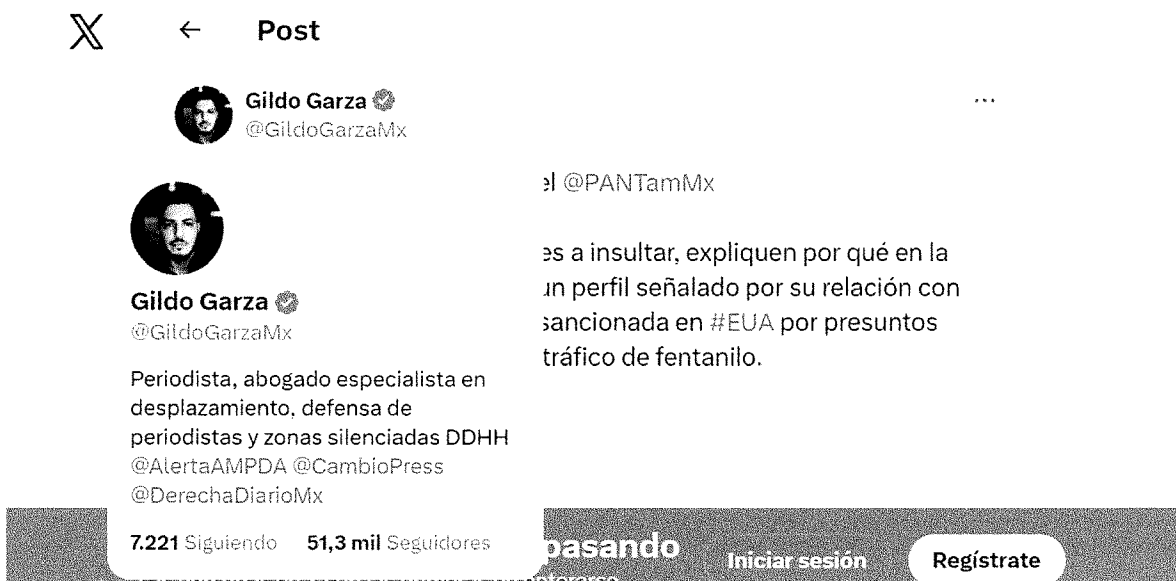 Post
Gildo Garza
@GildoGarzaMx
...
el @PANTamMx
es a insultar, expliquen por qué en la
un perfil señalado por su relación con
sancionada en #EUA por presuntos
tráfico de fentanilo.
Gildo Garza
@GildoGarzaMx
Periodista, abogado especialista en
desplazamiento, defensa de
periodistas y zonas silenciadas DDHH
@AlertaAMPDA @CambioPress
@DerechaDiarioMx
7.221 Siguiendo 51,3 mil Seguidores
pasando
Iniciar sesión
Regístrate